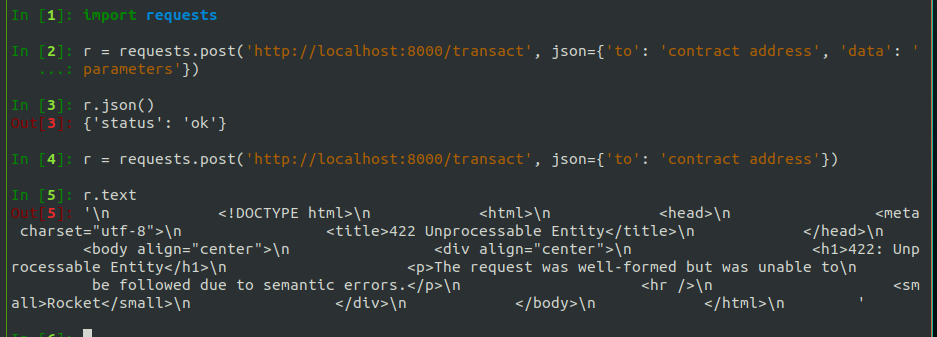 In [1]: import requests
In [2]: r = requests.post('http://localhost:8000/transact', json={'to': 'contract address', 'data': '
...: parameters'})
In [3]: r.json()
Out[3]: {'status': 'ok'}
In [4]: r = requests.post('http://localhost:8000/transact', json={'to': 'contract address'})
In [5]: r.text
Out[5]: '\n <!DOCTYPE html>\n <html>\n <head>\n <meta
charset="utf-8">\n <title>422 Unprocessable Entity</title>\n </head>\n
<body align="center">\n <div align="center">\n <h1>422: Unp
rocessable Entity</h1>\n <p>The request was well-formed but was unable to\n
be followed due to semantic errors.</p>\n <hr />\n <sm
all>Rocket</small>\n </div>\n </body>\n </html>\n '
In [6]: